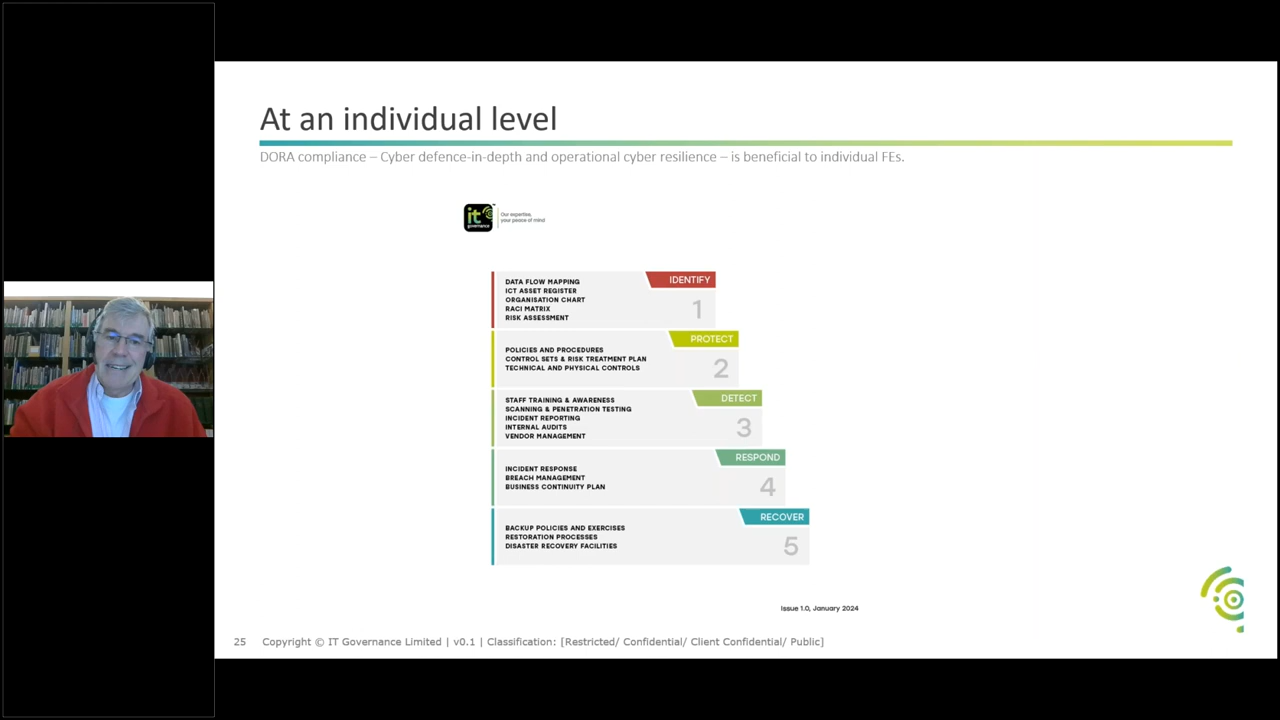 At an individual level
DORA compliance – Cyber defence-in-depth and operational cyber resilience – is beneficial to individual FEs.
it
governance
Our expertise,
your peace of mind
IDENTIFY
1
DATA FLOW MAPPING
ICT ASSET REGISTER
ORGANISATION CHART
RACI MATRIX
RISK ASSESSMENT
PROTECT
2
POLICIES AND PROCEDURES
CONTROL SETS & RISK TREATMENT PLAN
TECHNICAL AND PHYSICAL CONTROLS
DETECT
3
STAFF TRAINING & AWARENESS
SCANNING & PENETRATION TESTING
INCIDENT REPORTING
INTERNAL AUDITS
VENDOR MANAGEMENT
RESPOND
4
INCIDENT RESPONSE
BREACH MANAGEMENT
BUSINESS CONTINUITY PLAN
RECOVER
5
BACKUP POLICIES AND EXERCISES
RESTORATION PROCESSES
DISASTER RECOVERY FACILITIES
Issue 1.0, January 2024
25 Copyright © IT Governance Limited | v0.1 | Classification: [Restricted/ Confidential/ Client Confidential/ Public]